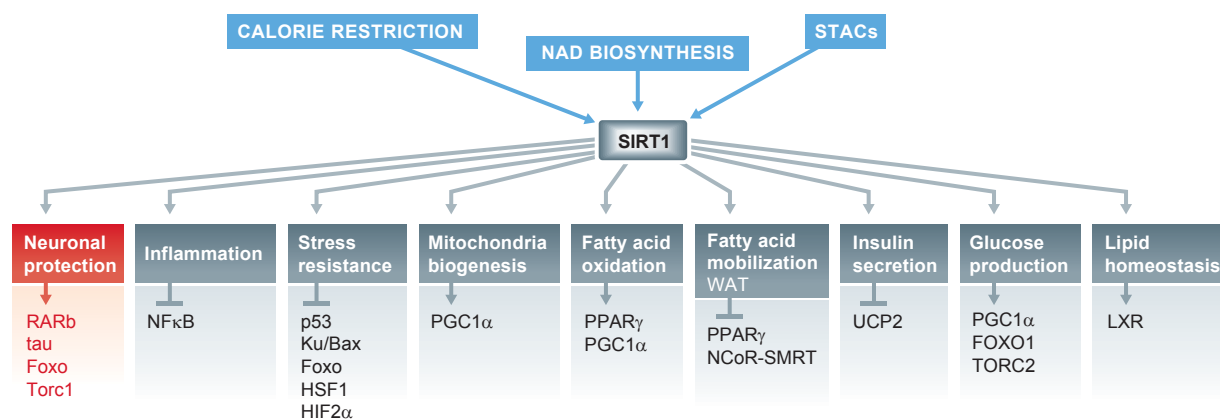 CALORIE RESTRICTION
NAD BIOSYNTHESIS
STACs
SIRT1
Neuronal
protection
RARb
tau
Foxo
Torc1
Inflammation
NFκB
Stress
resistance
p53
Ku/Bax
Foxo
HSF1
HIF2α
Mitochondria
biogenesis
PGC1α
Fatty acid
oxidation
PPARγ
PGC1α
Fatty acid
mobilization
WAT
PPARγ
NCoR-SMRT
Insulin
secretion
UCP2
Glucose
production
PGC1α
FOXO1
TORC2
Lipid
homeostasis
LXR